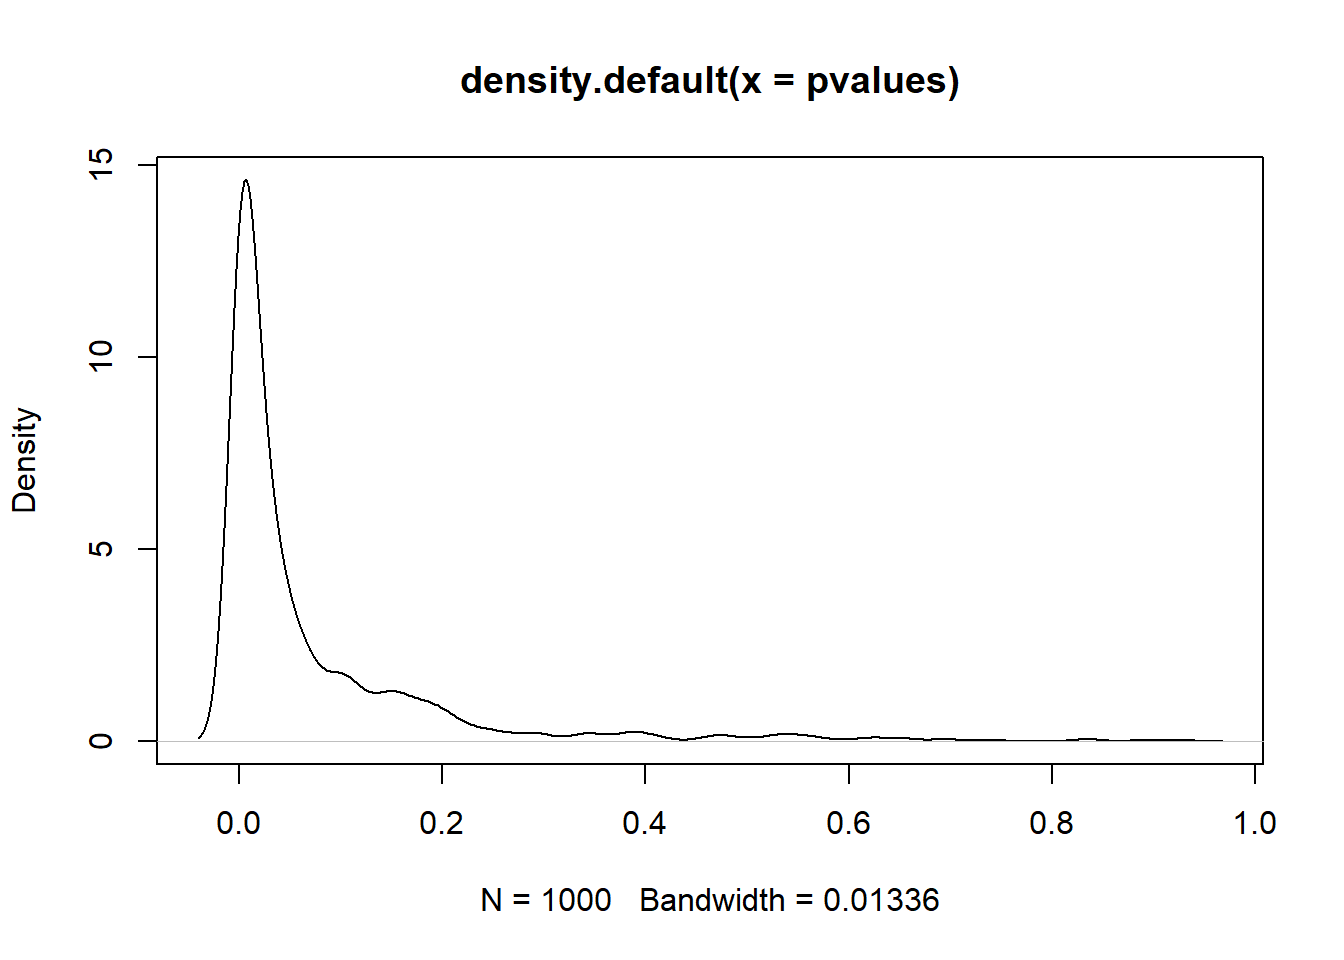 density.default(x = pvalues)
Density
15
10
5
0
0.0 0.2 0.4 0.6 0.8 1.0
N = 1000 Bandwidth = 0.01336